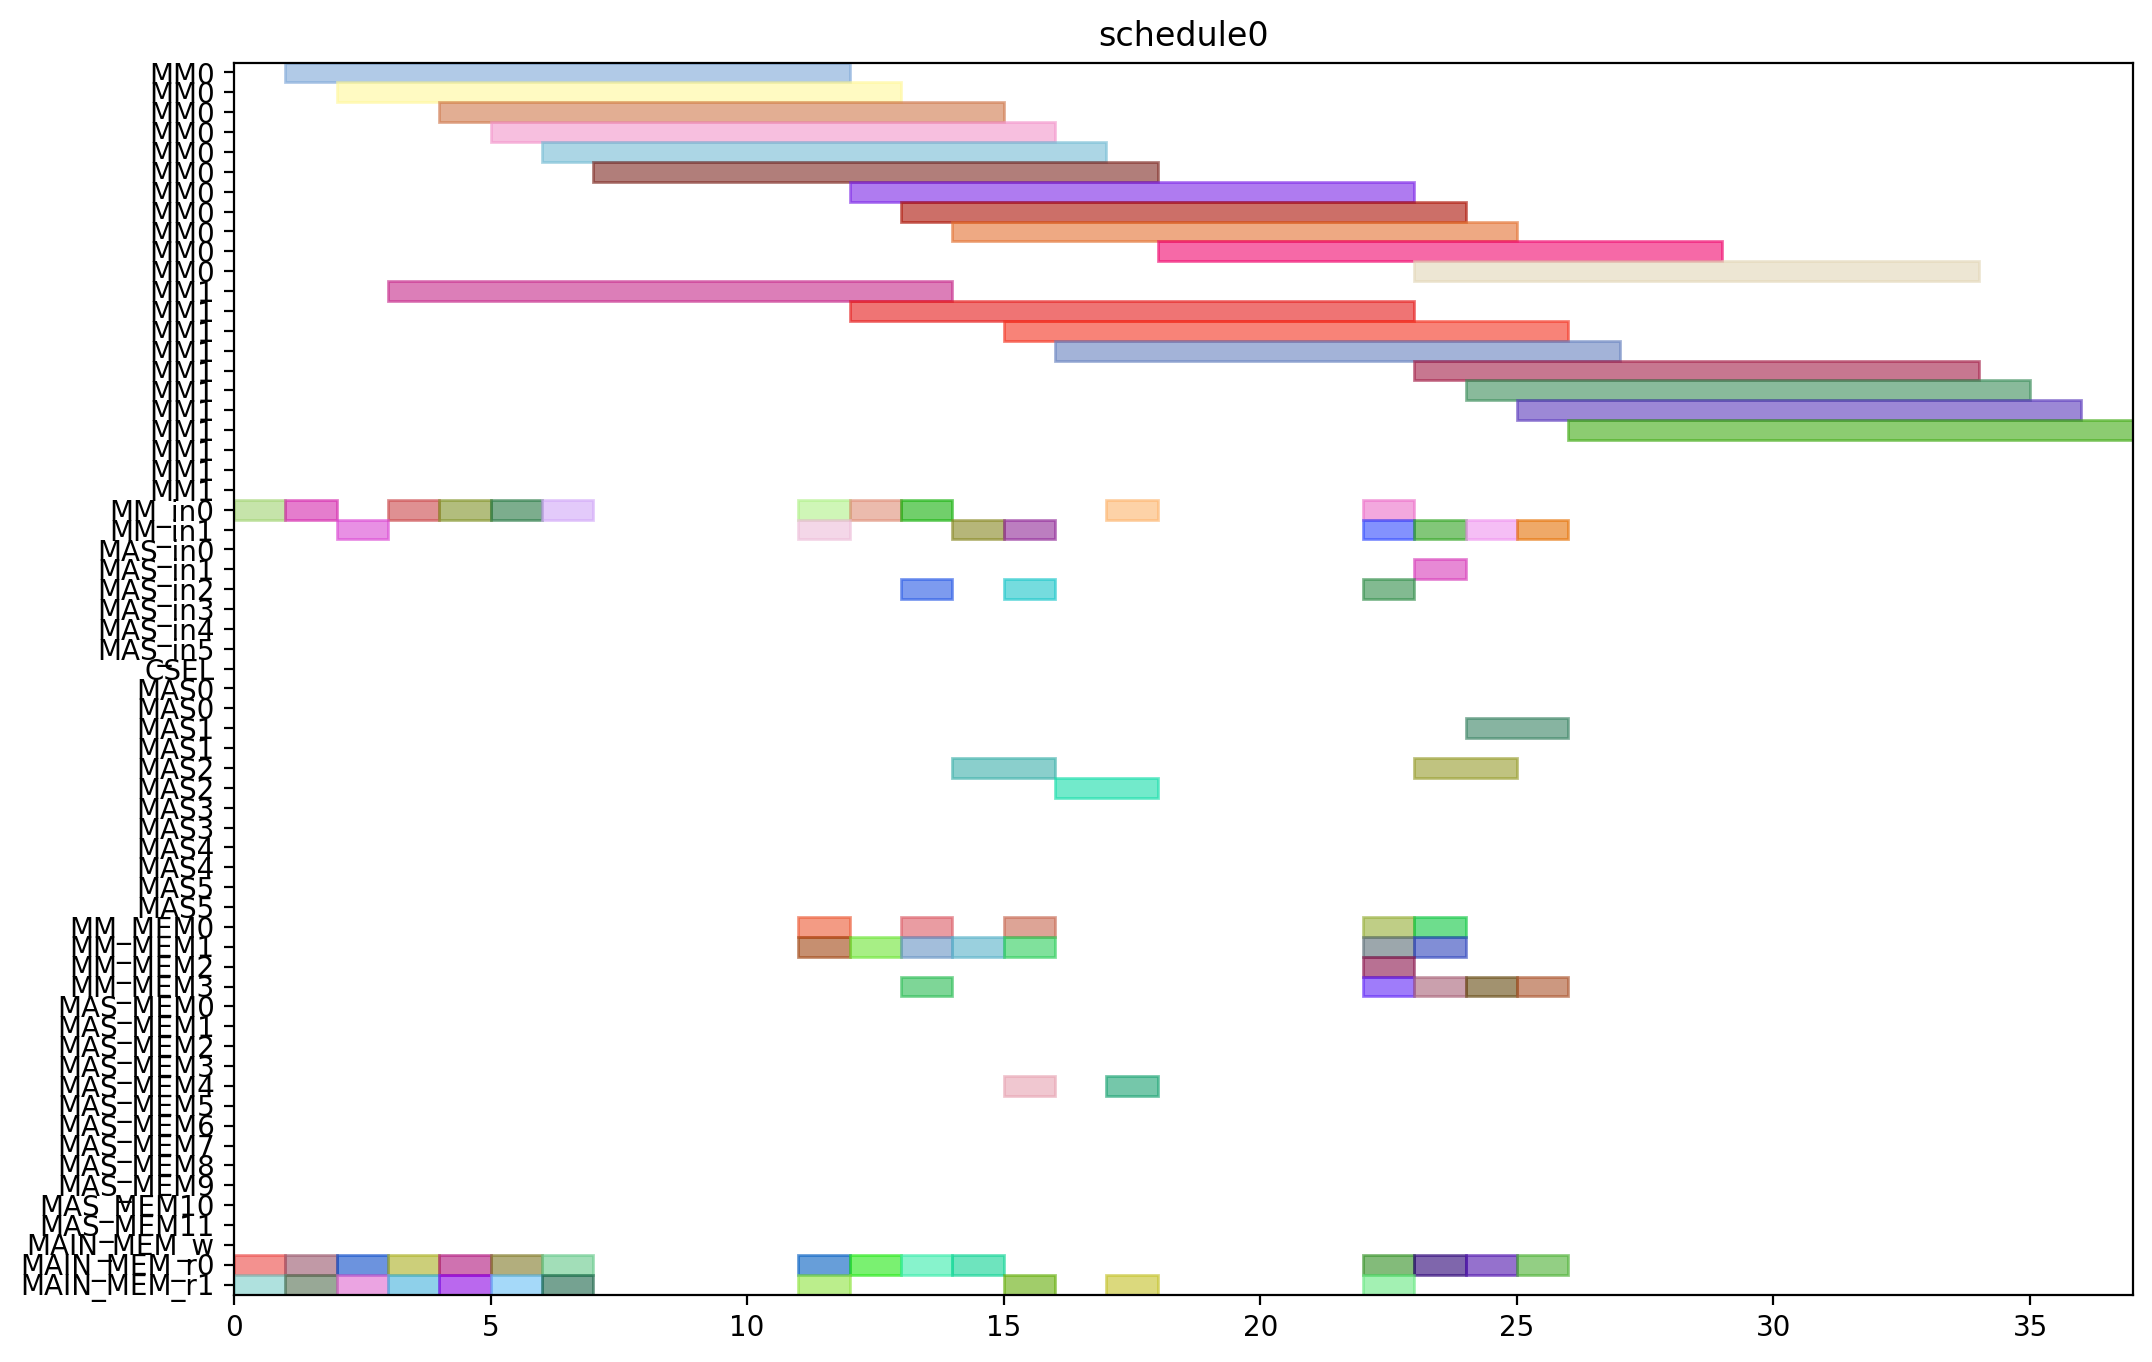 schedule0
MM0
MM0
MM0
MM0
MM0
MM0
MM0
MM0
MM0
MM0
MM0
MM1
MM1
MM1
MM1
MM1
MM1
MM1
MM1
MM1
MM1
MM1
MM_in0
MM_in1
MAS_in0
MAS_in1
MAS_in2
MAS_in3
MAS_in4
MAS_in5
CSEL
MAS0
MAS0
MAS1
MAS1
MAS2
MAS2
MAS3
MAS3
MAS4
MAS4
MAS5
MAS5
MM_MEM0
MM_MEM1
MM_MEM2
MM_MEM3
MAS_MEM0
MAS_MEM1
MAS_MEM2
MAS_MEM3
MAS_MEM4
MAS_MEM5
MAS_MEM6
MAS_MEM7
MAS_MEM8
MAS_MEM9
MAS_MEM10
MAS_MEM11
MAIN_MEM_w
MAIN_MEM_r0
MAIN_MEM_r1
0 5 10 15 20 25 30 35